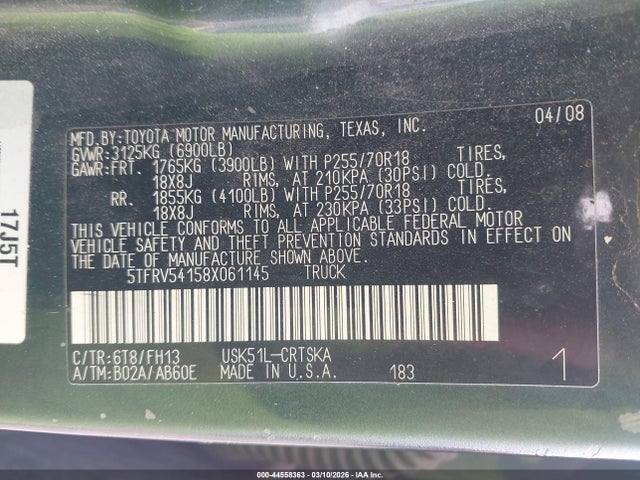 MFD.BY:TOYOTA MOTOR MANUFACTURING, TEXAS, INC. 04/08
GVWR:3125KG (6900LB)
GAWR:FRT. 1765KG (3900LB) WITH P255/70R18 TIRES,
18X8J RIMS, AT 210KPA (30PSI) COLD.
RR. 1855KG (4100LB) WITH P255/70R18 TIRES,
18X8J RIMS, AT 230KPA (33PSI) COLD.
THIS VEHICLE CONFORMS TO ALL APPLICABLE FEDERAL MOTOR
VEHICLE SAFETY AND THEFT PREVENTION STANDARDS IN EFFECT ON
THE DATE OF MANUFACTURE SHOWN ABOVE.
5TFRV54158X061145 TRUCK
C/TR:6T8/FH13 USK51L-CRTSKA
A/TM:B02A/AB60E MADE IN U.S.A. 183 1
17J5T
000-44558363 - 03/10/2026 - IAA Inc.